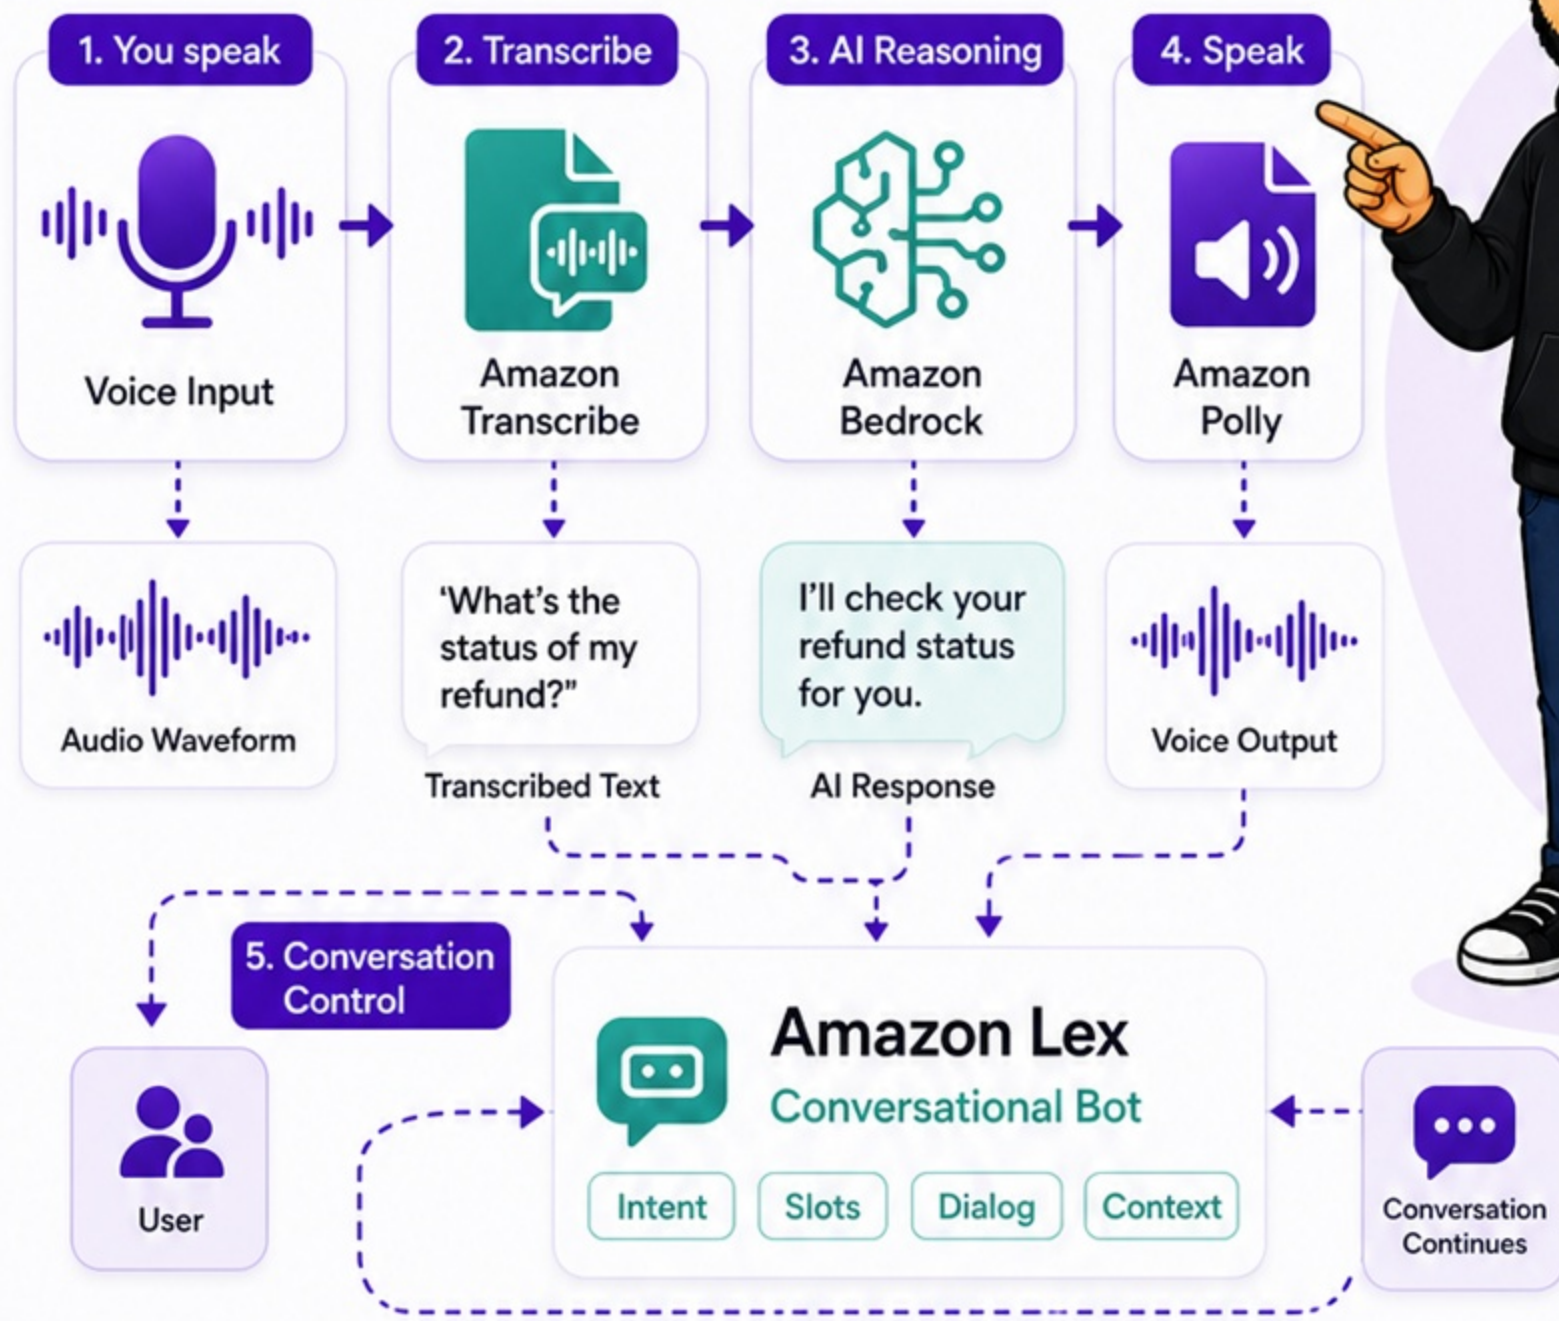 1. You speak
2. Transcribe
3. AI Reasoning
4. Speak
Voice Input
Amazon
Transcribe
Amazon
Bedrock
Amazon
Polly
Audio Waveform
‘What’s the
status of my
refund?”
Transcribed Text
I’ll check your
refund status
for you.
AI Response
Voice Output
5. Conversation
Control
User
Amazon Lex
Conversational Bot
Intent
Slots
Dialog
Context
Conversation
Continues